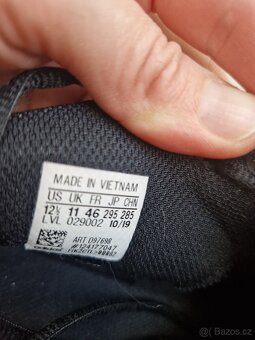 MADE IN VIETNAM
US UK FR JP CHN
12½ 11 46 295 285
LVL 029002 10/19
ART D97698
#124177047
© Bazos.cz